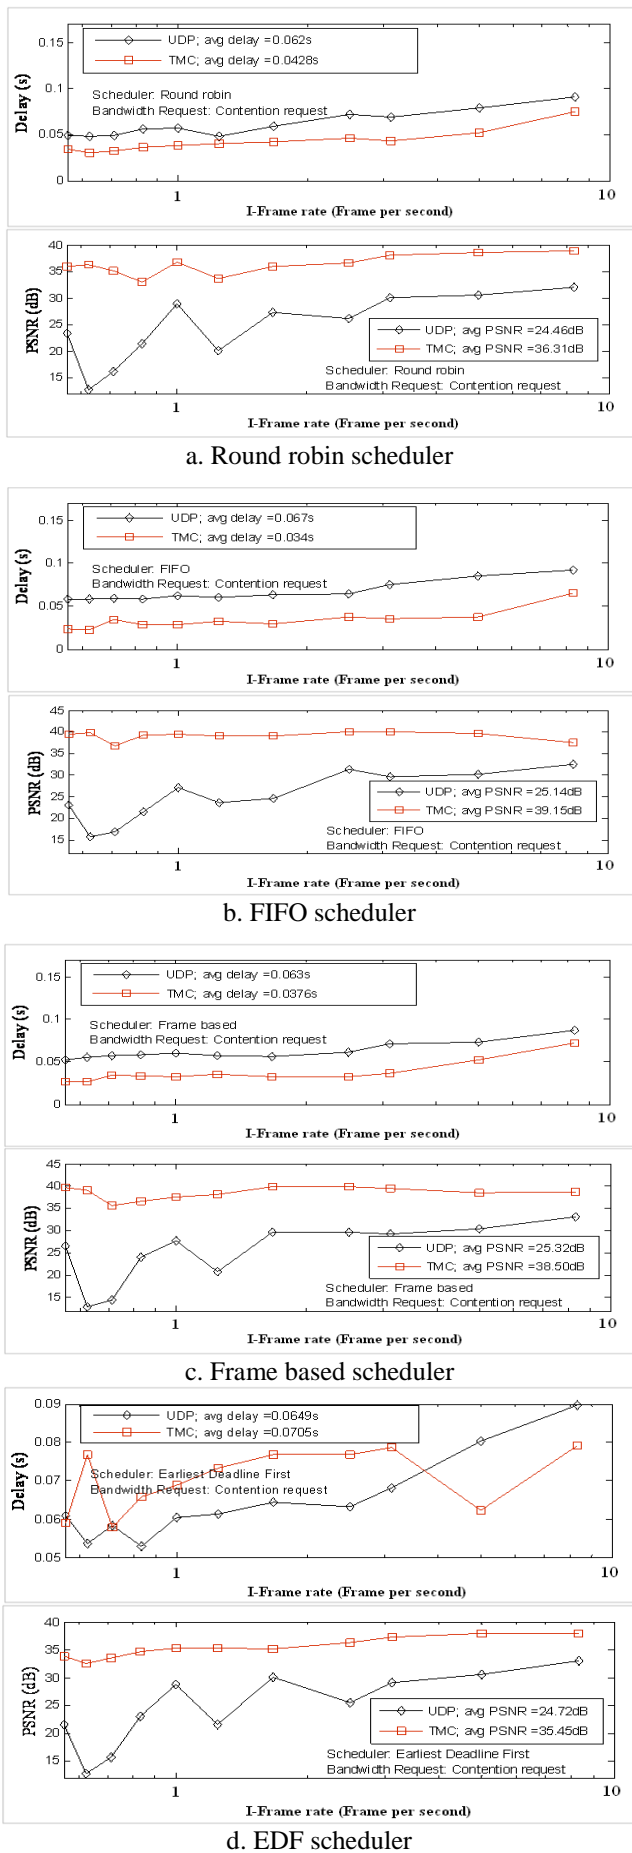 UDP; avg delay =0.062s
TMC; avg delay =0.0428s
Scheduler: Round robin
Bandwidth Request: Contention request
Delay (s)
0.15
0.1
0.05
0
1
10
I-Frame rate (Frame per second)
40
35
30
25
20
15
PSNR (dB)
UDP; avg PSNR =24.46dB
TMC; avg PSNR =36.31dB
Scheduler: Round robin
Bandwidth Request: Contention request
1
10
I-Frame rate (Frame per second)
a. Round robin scheduler
UDP; avg delay =0.067s
TMC; avg delay =0.034s
Scheduler: FIFO
Bandwidth Request: Contention request
Delay (s)
0.15
0.1
0.05
0
1
10
I-Frame rate (Frame per second)
45
40
35
30
25
20
15
PSNR (dB)
UDP; avg PSNR =25.14dB
TMC; avg PSNR =39.15dB
Scheduler: FIFO
Bandwidth Request: Contention request
1
10
I-Frame rate (Frame per second)
b. FIFO scheduler
UDP; avg delay =0.063s
TMC; avg delay =0.0376s
Scheduler: Frame based
Bandwidth Request: Contention request
Delay (s)
0.15
0.1
0.05
0
1
10
I-Frame rate (Frame per second)
45
40
35
30
25
20
15
PSNR (dB)
UDP; avg PSNR =25.32dB
TMC; avg PSNR =38.50dB
Scheduler: Frame based
Bandwidth Request: Contention request
1
10
I-Frame rate (Frame per second)
c. Frame based scheduler
UDP; avg delay=0.0649s
TMC; avg delay=0.0705s
Scheduler: Earliest Deadline First
Bandwidth Request: Contention request
Delay (s)
0.09
0.08
0.07
0.06
0.05
1
10
I-Frame rate (Frame per second)
40
35
30
25
20
15
PSNR (dB)
UDP; avg PSNR =24.72dB
TMC; avg PSNR =35.45dB
Scheduler: Earliest Deadline First
Bandwidth Request: Contention request
1
10
I-Frame rate (Frame per second)
d. EDF scheduler